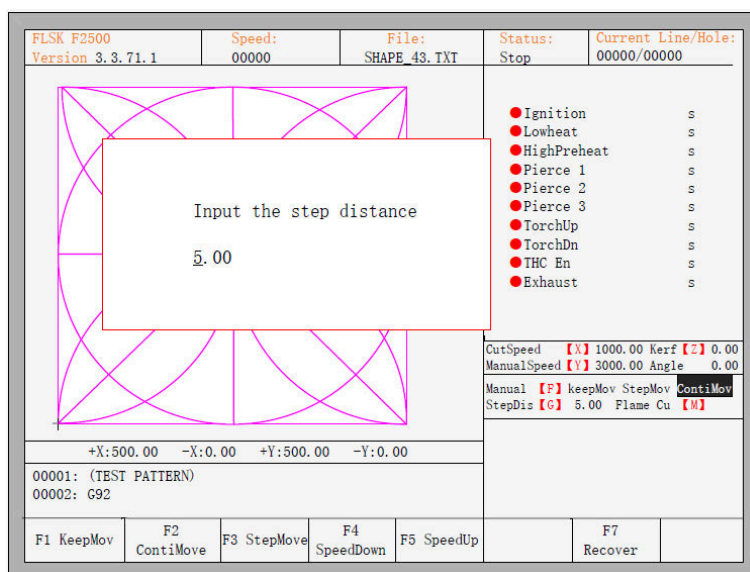 FLSK F2500
Version 3.3.71.1
Speed:
00000
File:
SHAPE_43.TXT
Status:
Stop
Current Line/Hole:
00000/00000
Ignition s
Lowheat s
HighPreheat s
Pierce 1 s
Pierce 2 s
Pierce 3 s
TorchUp s
TorchDn s
THC En s
Exhaust s
Input the step distance
5.00
CutSpeed 【X】 1000.00 Kerf 【Z】 0.00
ManualSpeed 【Y】 3000.00 Angle 0.00
Manual 【F】 keepMov StepMov ContiMov
StepDis 【G】 5.00 Flame Cu 【M】
+X:500.00 -X:0.00 +Y:500.00 -Y:0.00
00001: (TEST PATTERN)
00002: G92
F1 KeepMov
F2
ContiMove
F3 StepMove
F4
SpeedDown
F5 SpeedUp
F7
Recover